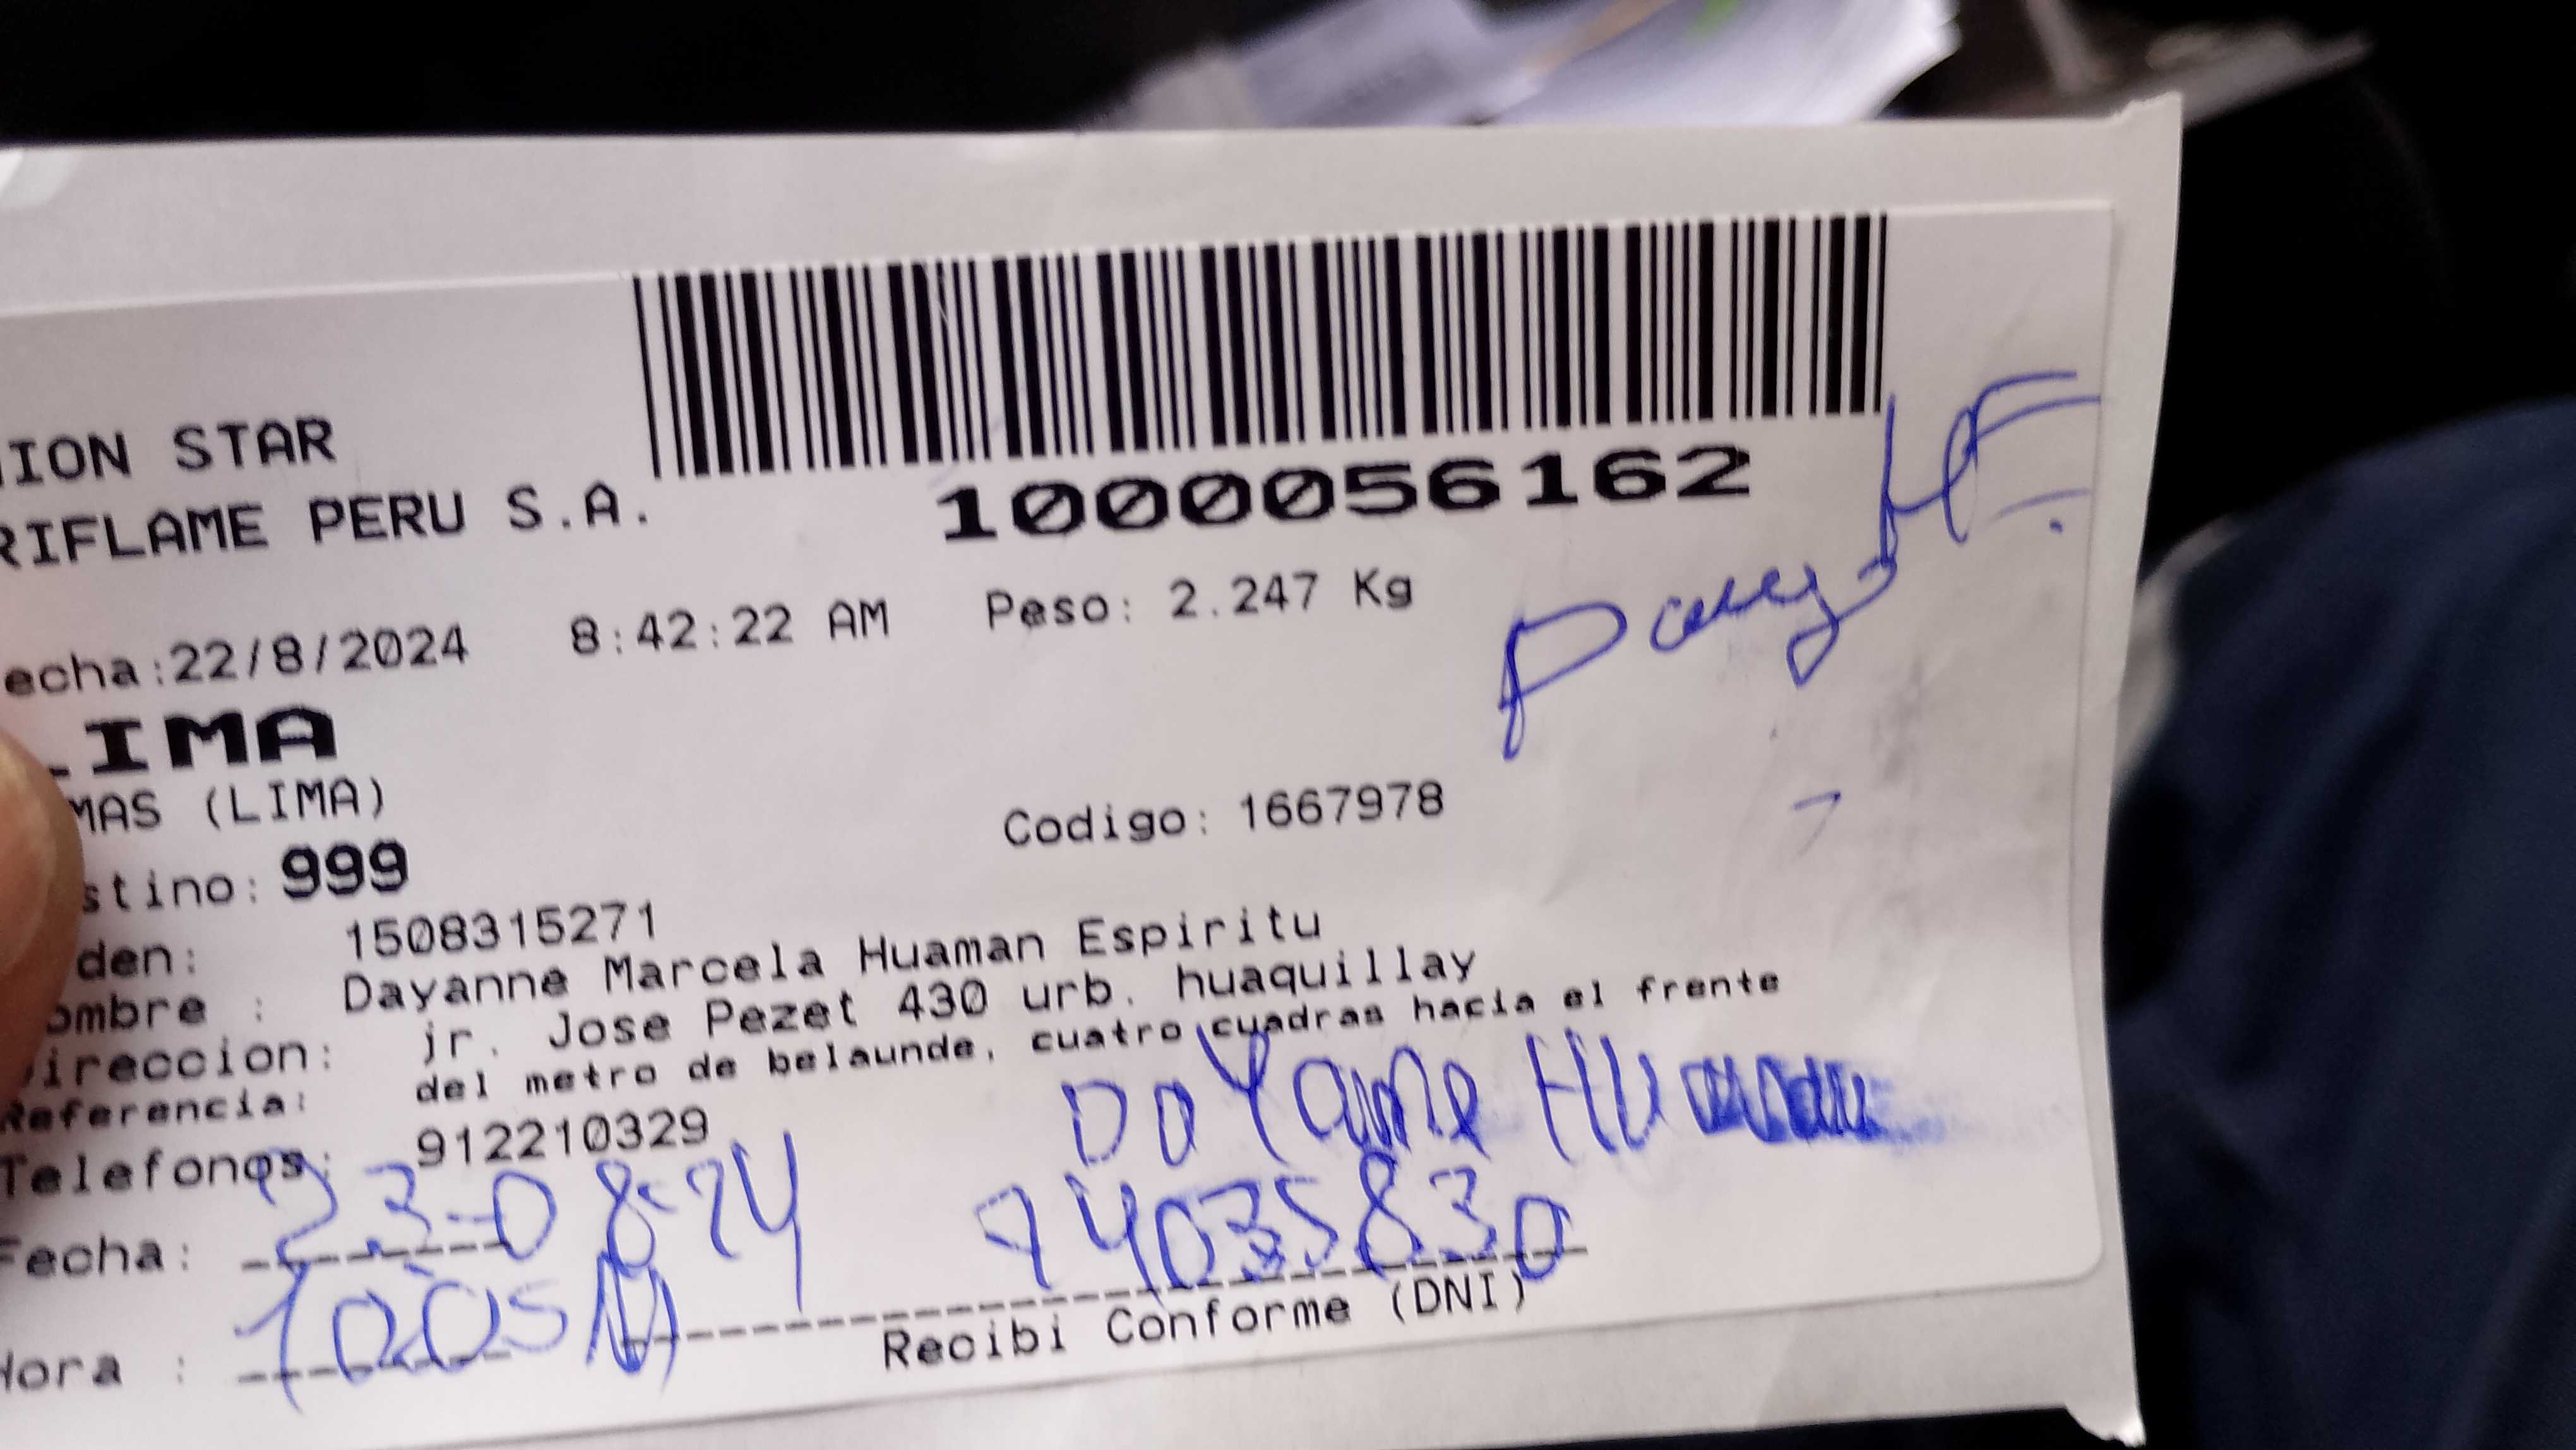 ION STAR
RIFLAME PERU S.A.
1000056162
echa:22/8/2024 8:42:22 AM Peso: 2.247 Kg
LIMA
MAS (LIMA)
Codigo: 1667978
stino: 999
den: 1508315271
ombre : Dayanne Marcela Huaman Espiritu
ireccion: jr. Jose Pezet 430 urb. huaquillay
Referencia: del metro de belaunde, cuatro cuadras hacia el frente
Telefonos: 912210329
Dayanne
Fecha: 23-08-24
74035830
Hora :
Recibi Conforme (DNI)